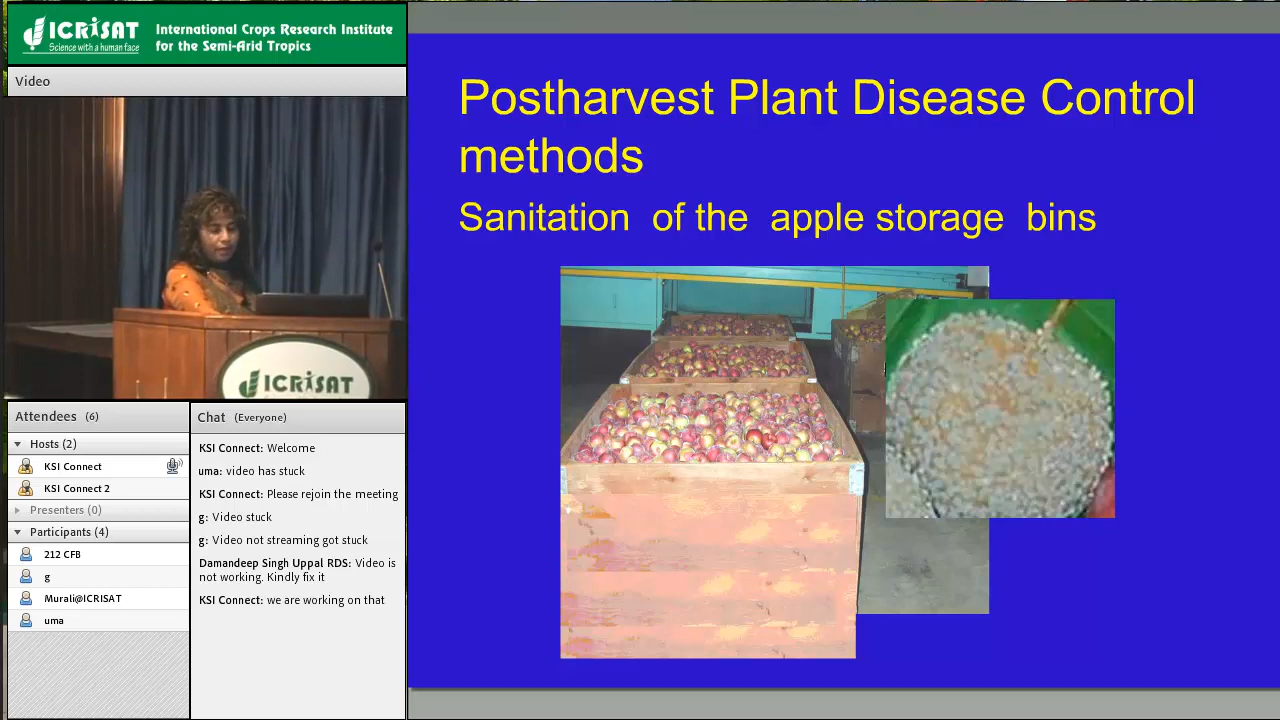 ICRISAT
Science with a human face
International Crops Research Institute
for the Semi-Arid Tropics
Video
ICRISAT
Attendees (6)
Hosts (2)
KSI Connect
KSI Connect 2
Presenters (0)
Participants (4)
212 CFB
g
Murali@ICRISAT
uma
Chat (Everyone)
KSI Connect: Welcome
uma: video has stuck
KSI Connect: Please rejoin the meeting
g: Video stuck
g: Video not streaming got stuck
Damandeep Singh Uppal RDS: Video is
not working. Kindly fix it
KSI Connect: we are working on that
Postharvest Plant Disease Control
methods
Sanitation of the apple storage bins